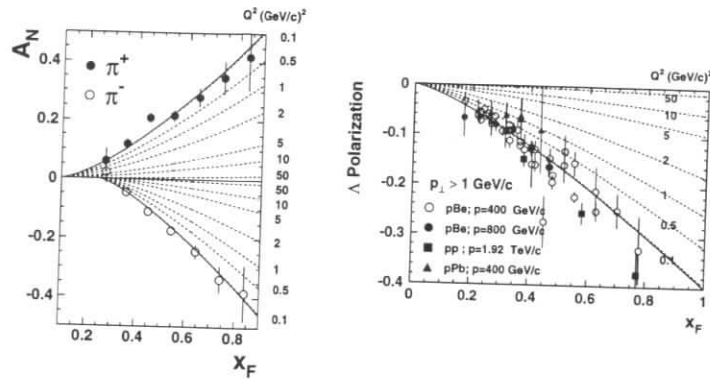 Q² (GeV/c)²
A_N
0.4
0.2
0
-0.2
-0.4
π⁺
π⁻
0.1
0.5
1
2
5
10
50
50
10
5
2
1
0.5
0.1
0.2 0.4 0.6 0.8
x_F
Q² (GeV/c)²
Λ Polarization
0
-0.1
-0.2
-0.3
-0.4
50
10
5
2
1
0.5
0.1
p⊥ > 1 GeV/c
pBe; p=400 GeV/c
pBe; p=800 GeV/c
pp ; p=1.92 TeV/c
pPb; p=400 GeV/c
0 0.2 0.4 0.6 0.8 1
x_F